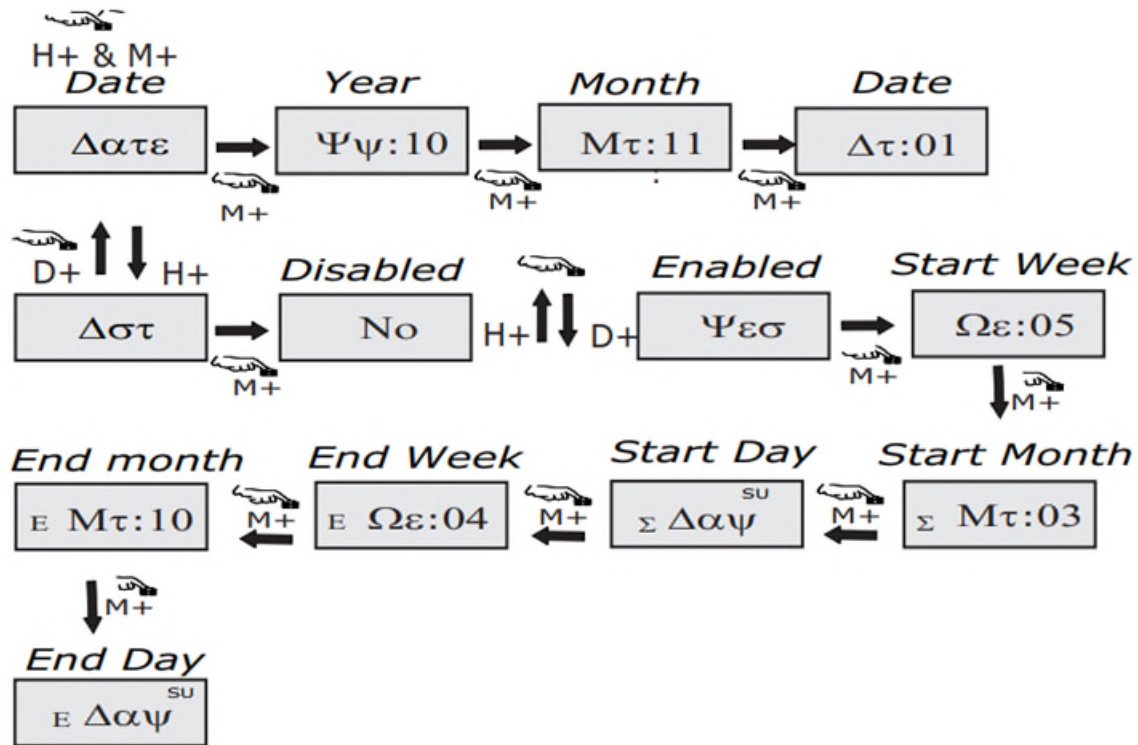 H+ & M+
Date Year Month Date
Δατε Ψψ:10 Μτ:11 Δτ:01
M+ M+ M+
D+ H+ Disabled Enabled Start Week
Δστ Νο H+ D+ Ψεσ Ωε:05
M+ M+ M+
End month End Week Start Day Start Month
E Μτ:10 M+ E Ωε:04 M+ Σ Δαψ SU M+ Σ Μτ:03
M+
End Day
E Δαψ SU